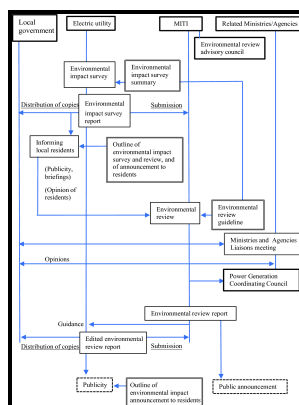 Local
government
Electric utility
MITI
Related Ministries/Agencies
Environmental review
advisory council
Environmental
impact survey
Environmental
impact survey
summary
Distribution of copies
Environmental
impact survey
report
Submission
Informing
local residents
Outline of
environmental impact
survey and review, and
of announcement to
residents
(Publicity,
briefings)
(Opinion of
residents)
Environmental
review
Environmental
review
guideline
Ministries and Agencies
Liaisons meeting
Opinions
Power Generation
Coordinating Council
Environmental review report
Guidance
Edited environmental
review report
Distribution of copies
Submission
Publicity
Outline of
environmental impact
announcement to residents
Public announcement